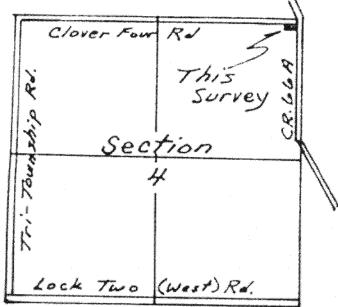 Clover Four Rd
This
Survey
Tri-Township Rd.
C.R. 66A
Section
4
Lock Two (West) Rd.